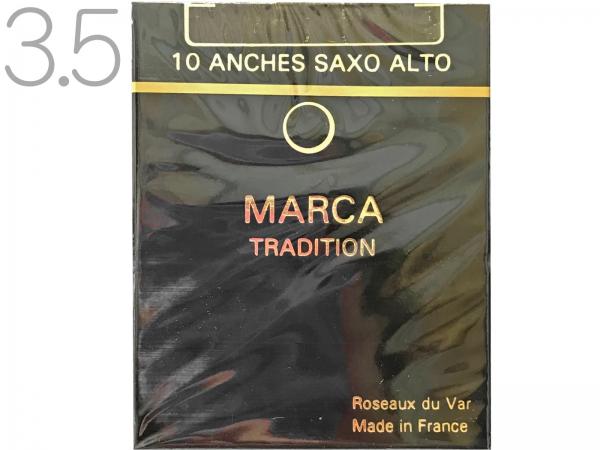 3.5
10 ANCHES SAXO ALTO
MARCA
TRADITION
Roseaux du Var
Made in France